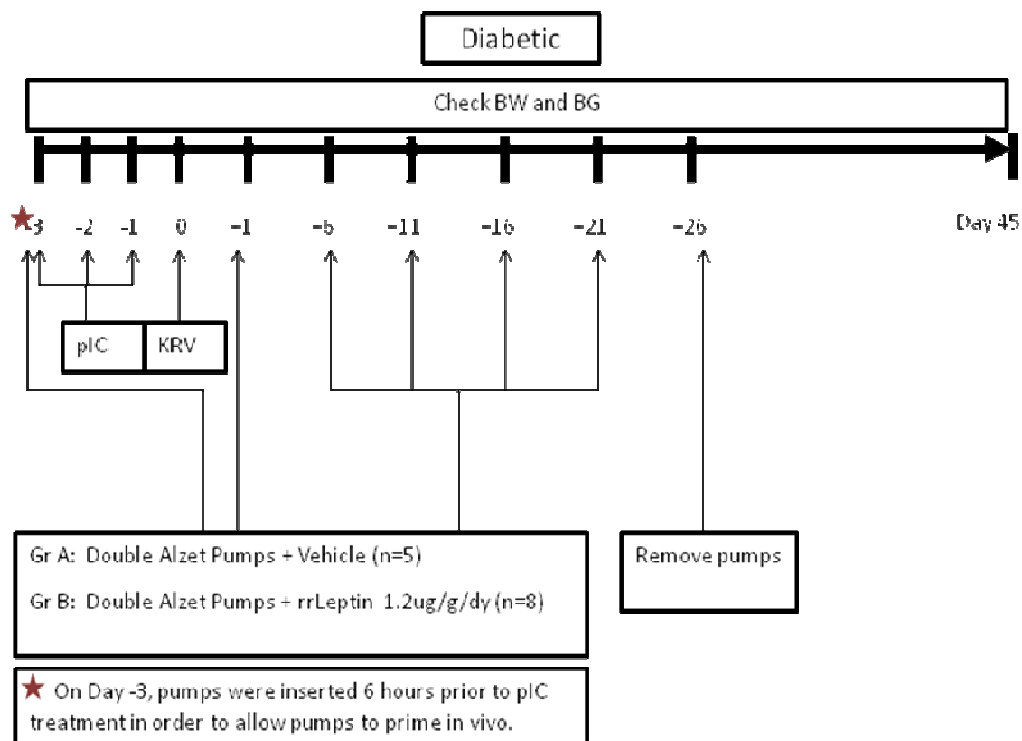 Diabetic
Check BW and BG
-3 -2 -1 0 –1 –6 –11 –16 –21 –26 Day 45
pIC KRV
Gr A: Double Alzet Pumps + Vehicle (n=5)
Gr B: Double Alzet Pumps + rrLeptin 1.2ug/g/dy (n=8)
Remove pumps
★ On Day -3, pumps were inserted 6 hours prior to pIC
treatment in order to allow pumps to prime in vivo.